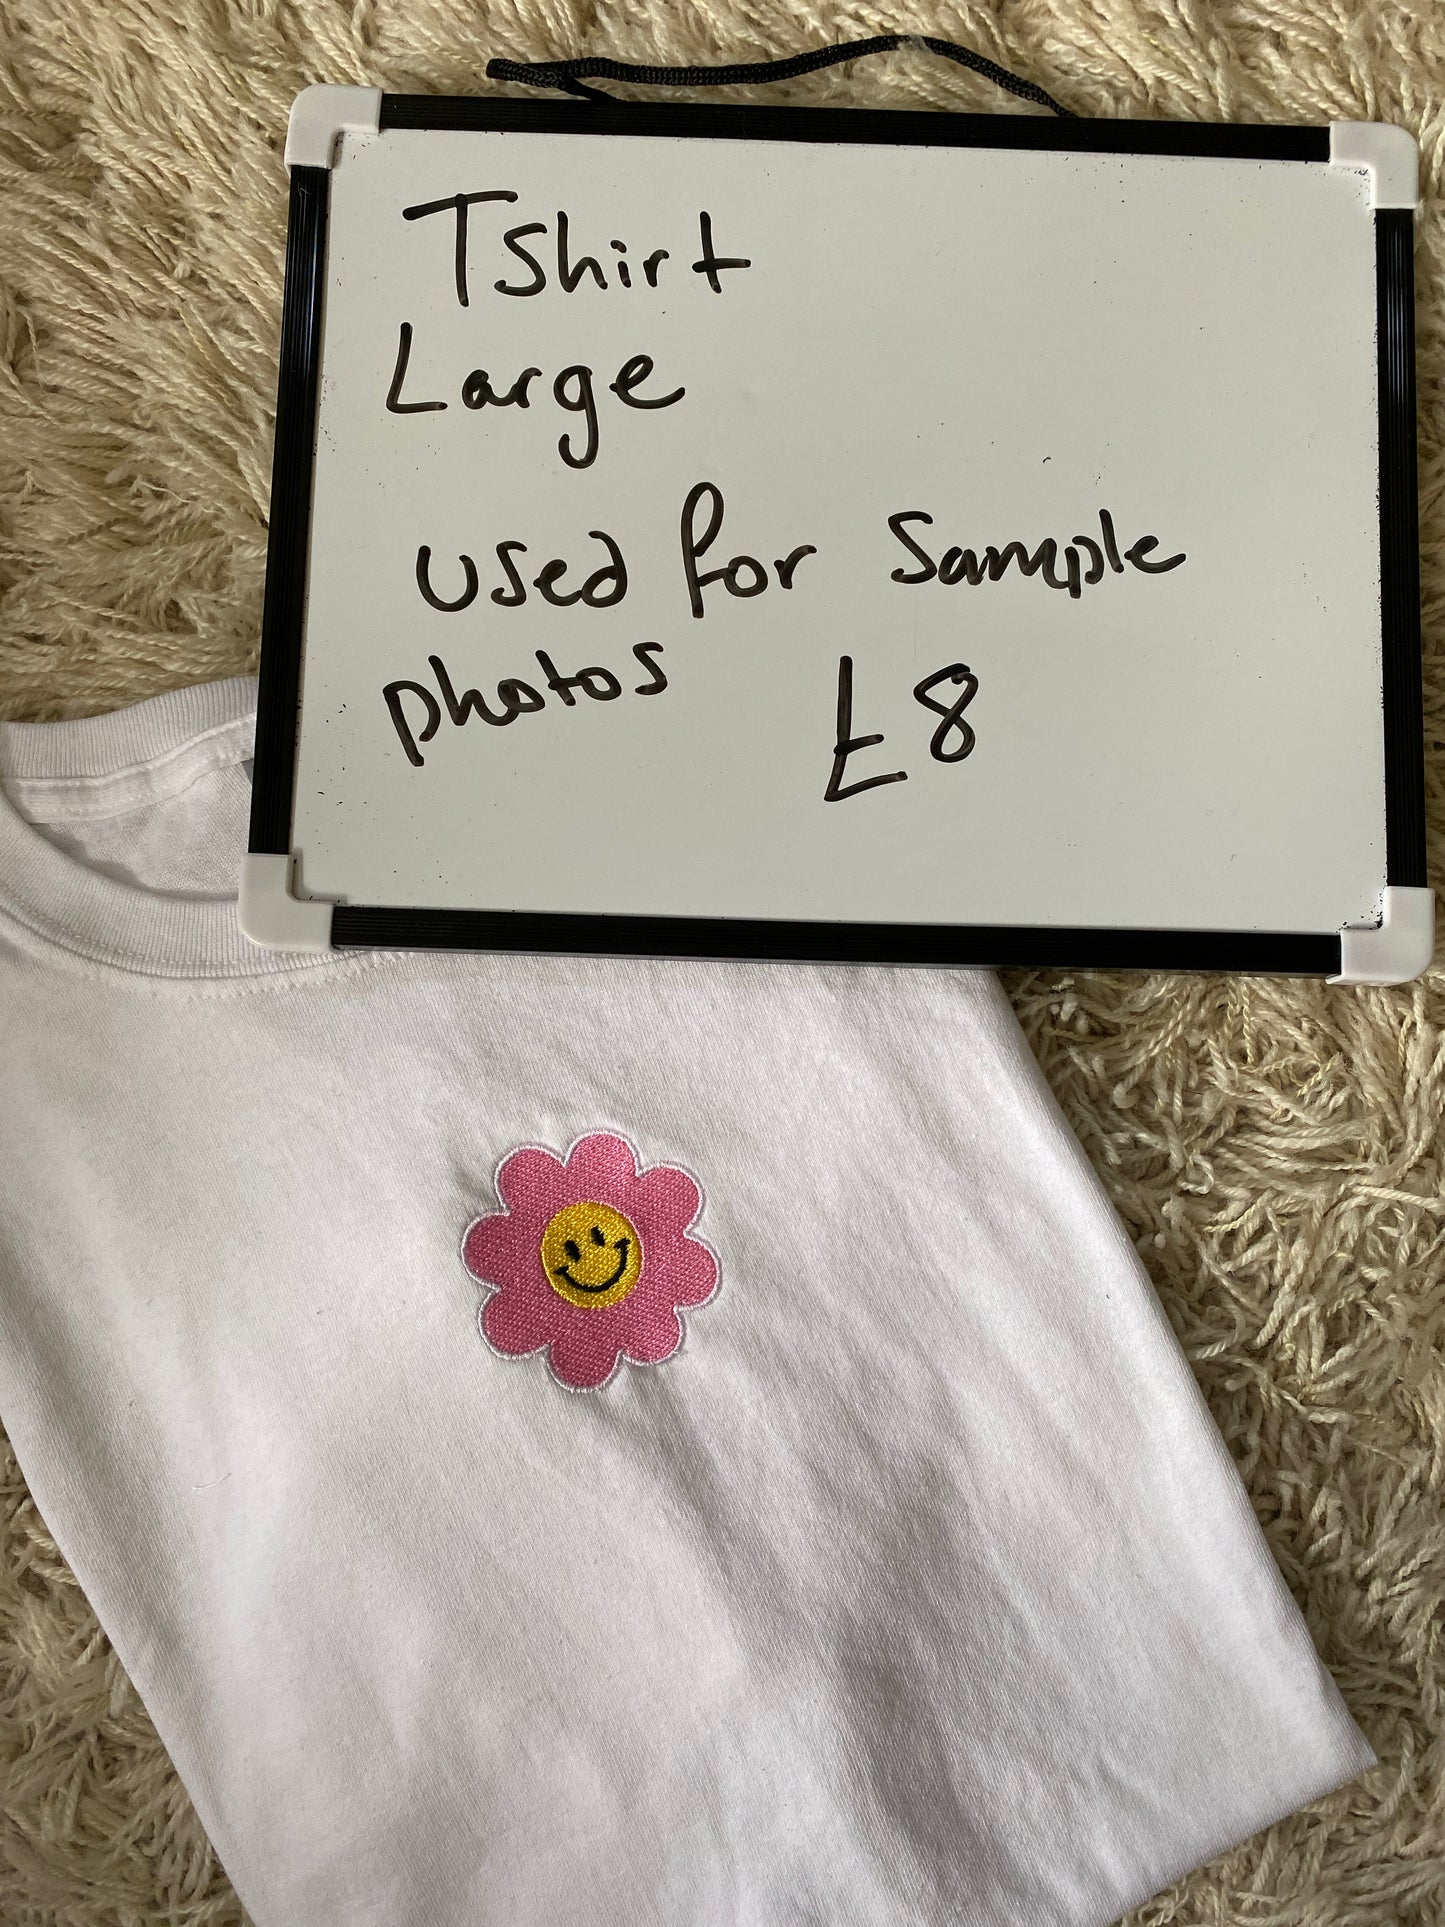 Tshirt
Large
used for sample
photos £8